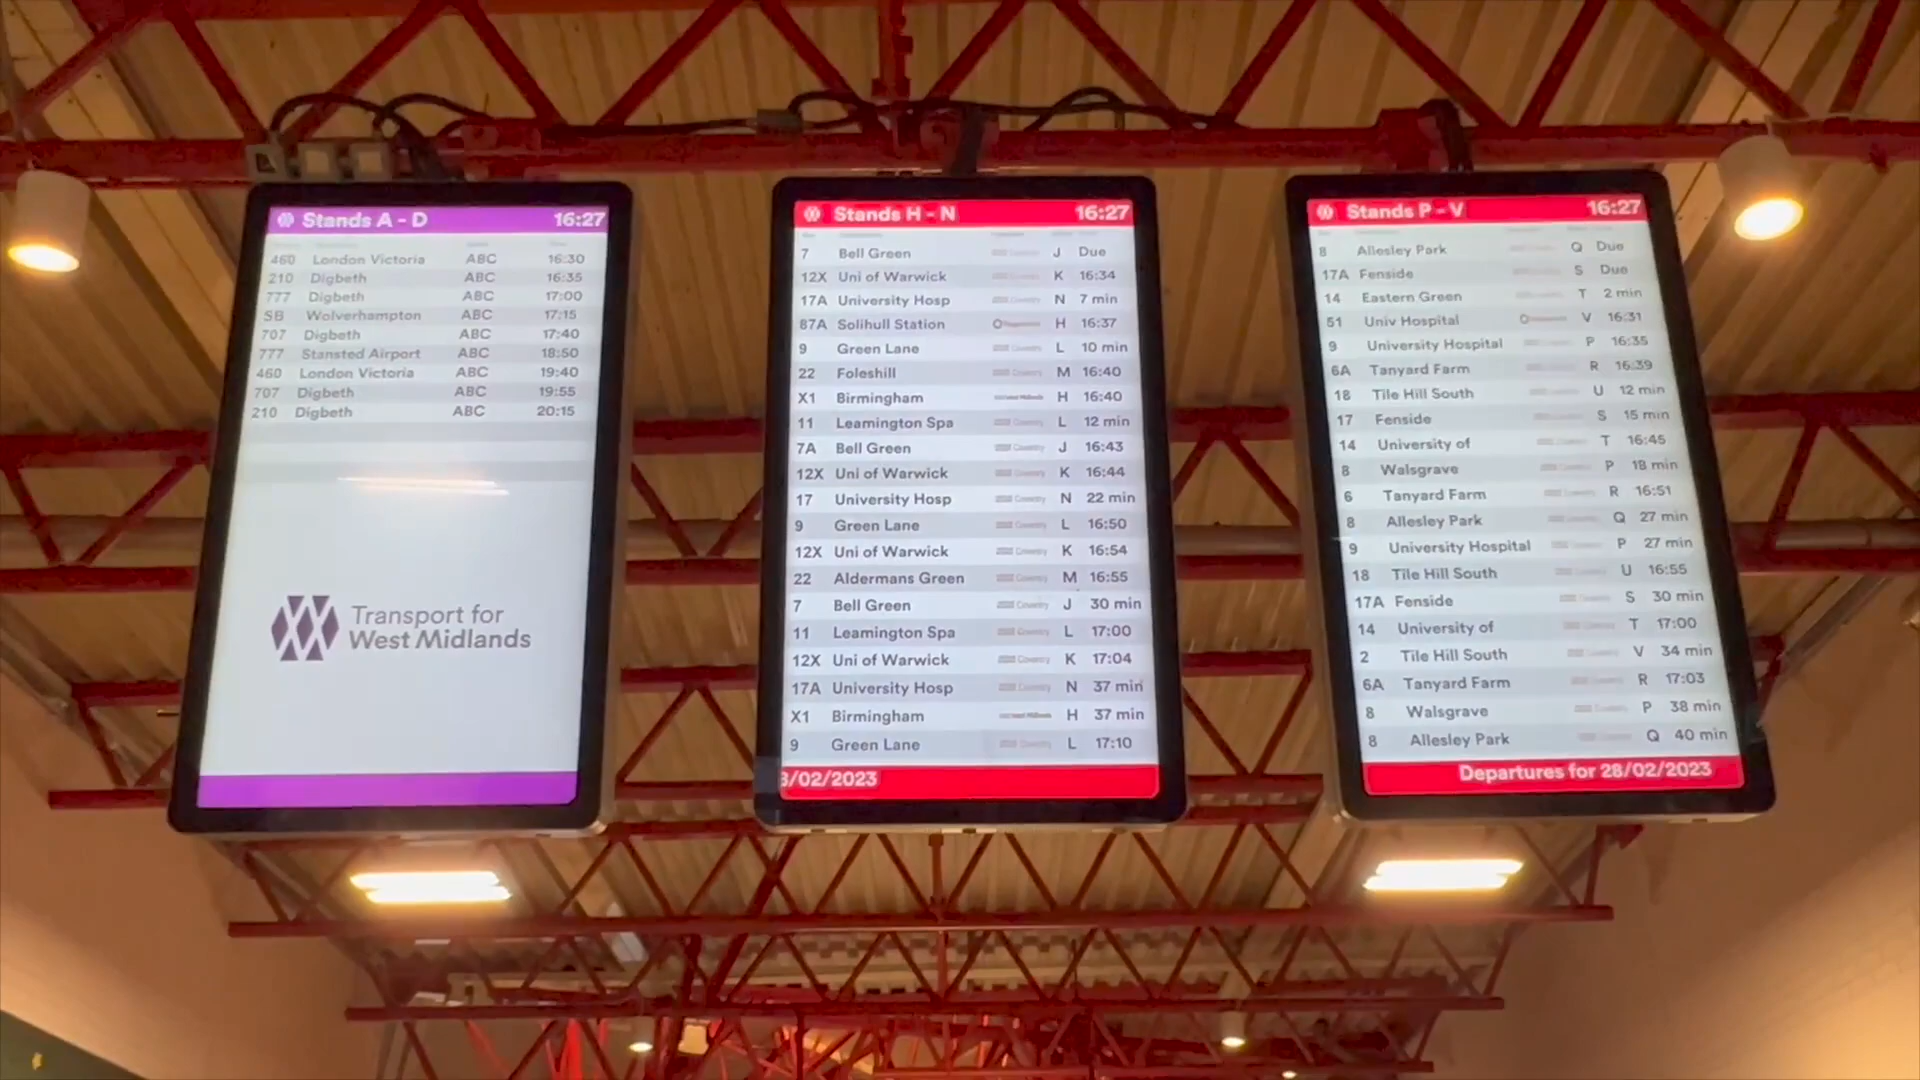 Stands A - D 16:27
460 London Victoria ABC 16:30
210 Digbeth ABC 16:35
777 Digbeth ABC 17:00
SB Wolverhampton ABC 17:15
707 Digbeth ABC 17:40
777 Stansted Airport ABC 18:50
460 London Victoria ABC 19:40
707 Digbeth ABC 19:55
210 Digbeth ABC 20:15
Transport for
West Midlands
Stands H - N 16:27
7 Bell Green J Due
12X Uni of Warwick K 16:34
17A University Hosp N 7 min
87A Solihull Station H 16:37
9 Green Lane L 10 min
22 Foleshill M 16:40
X1 Birmingham H 16:40
11 Leamington Spa Coventry L 12 min
7A Bell Green Coventry J 16:43
12X Uni of Warwick Coventry K 16:44
17 University Hosp Coventry N 22 min
9 Green Lane Coventry L 16:50
12X Uni of Warwick Coventry K 16:54
22 Aldermans Green Coventry M 16:55
7 Bell Green Coventry J 30 min
11 Leamington Spa Coventry L 17:00
12X Uni of Warwick Coventry K 17:04
17A University Hosp Coventry N 37 min
X1 Birmingham H 37 min
9 Green Lane Coventry L 17:10
8/02/2023
Stands P - V 16:27
8 Allesley Park Q Due
17A Fenside S Due
14 Eastern Green T 2 min
51 Univ Hospital V 16:31
9 University Hospital P 16:35
6A Tanyard Farm R 16:39
18 Tile Hill South U 12 min
17 Fenside S 15 min
14 University of T 16:45
8 Walsgrave P 18 min
6 Tanyard Farm R 16:51
8 Allesley Park Q 27 min
9 University Hospital P 27 min
18 Tile Hill South U 16:55
17A Fenside S 30 min
14 University of T 17:00
2 Tile Hill South V 34 min
6A Tanyard Farm R 17:03
8 Walsgrave P 38 min
8 Allesley Park Q 40 min
Departures for 28/02/2023